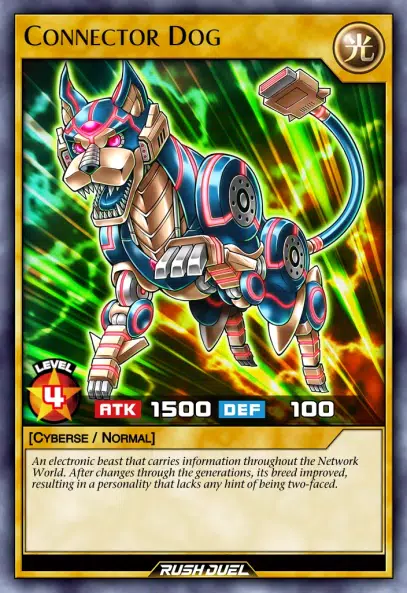 CONNECTOR DOG
光
LEVEL
4
ATK 1500 DEF 100
[CYBERSE / NORMAL]
An electronic beast that carries information throughout the Network
World. After changes through the generations, its breed improved,
resulting in a personality that lacks any hint of being two-faced.
RUSH DUEL